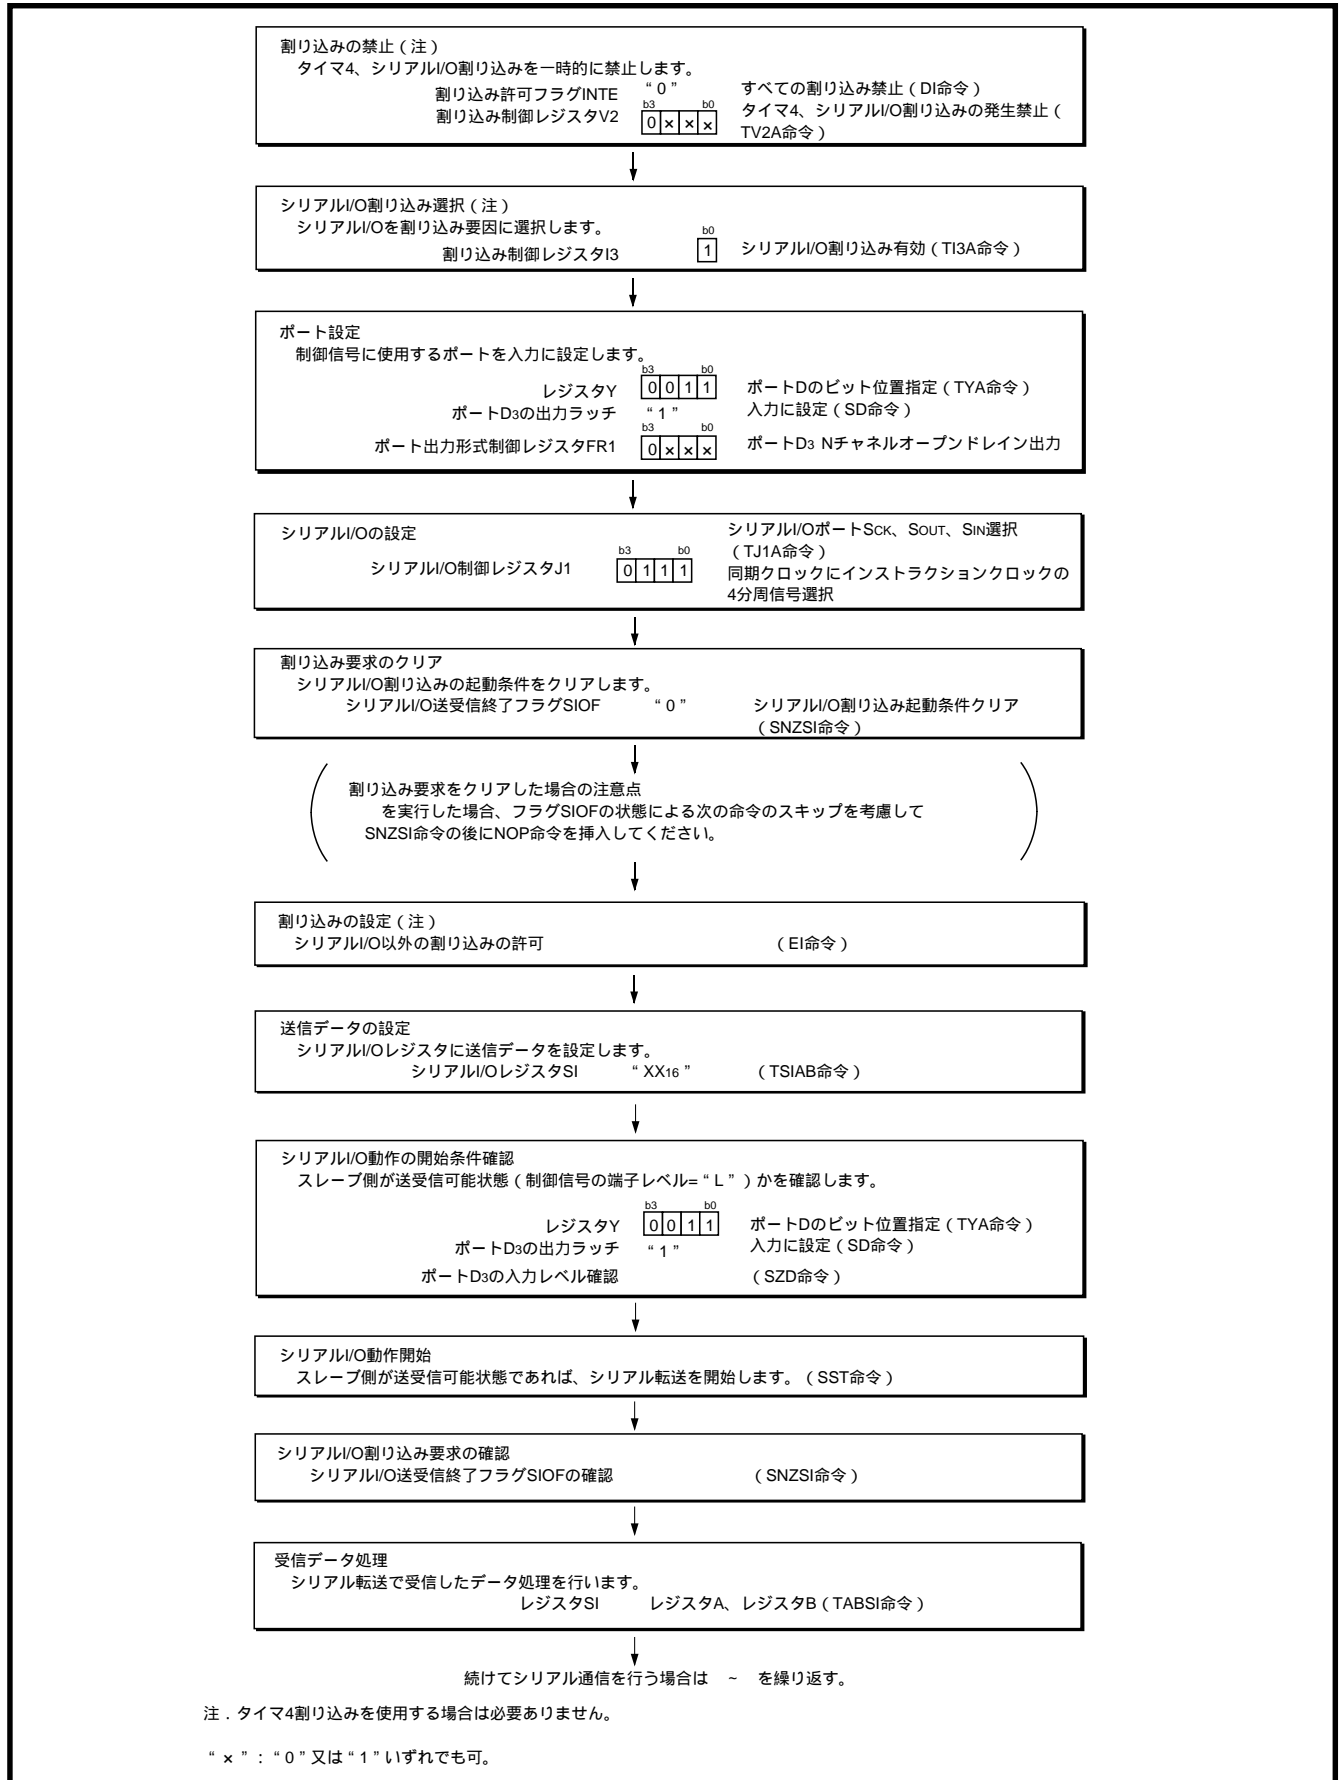 割り込みの禁止（注）
タイマ4、シリアルI/O割り込みを一時的に禁止します。
割り込み許可フラグINTE “0” すべての割り込み禁止（DI命令）
b3 b0
割り込み制御レジスタV2 0 × × × タイマ4、シリアルI/O割り込みの発生禁止（
TV2A命令）
シリアルI/O割り込み選択（注）
シリアルI/Oを割り込み要因に選択します。
b0
割り込み制御レジスタI3 1 シリアルI/O割り込み有効（TI3A命令）
ポート設定
制御信号に使用するポートを入力に設定します。
b3 b0
レジスタY 0 0 1 1 ポートDのビット位置指定（TYA命令）
ポートD3の出力ラッチ “1” 入力に設定（SD命令）
b3 b0
ポート出力形式制御レジスタFR1 0 × × × ポートD3 Nチャネルオープンドレイン出力
シリアルI/Oの設定 シリアルI/OポートSCK、SOUT、SIN選択
b3 b0 （TJ1A命令）
シリアルI/O制御レジスタJ1 0 1 1 1 同期クロックにインストラクションクロックの
4分周信号選択
割り込み要求のクリア
シリアルI/O割り込みの起動条件をクリアします。
シリアルI/O送受信終了フラグSIOF “0” シリアルI/O割り込み起動条件クリア
（SNZSI命令）
割り込み要求をクリアした場合の注意点
を実行した場合、フラグSIOFの状態による次の命令のスキップを考慮して
SNZSI命令の後にNOP命令を挿入してください。
割り込みの設定（注）
シリアルI/O以外の割り込みの許可 （EI命令）
送信データの設定
シリアルI/Oレジスタに送信データを設定します。
シリアルI/OレジスタSI “XX16” （TSIAB命令）
シリアルI/O動作の開始条件確認
スレーブ側が送受信可能状態（制御信号の端子レベル=“L”）かを確認します。
b3 b0
レジスタY 0 0 1 1 ポートDのビット位置指定（TYA命令）
ポートD3の出力ラッチ “1” 入力に設定（SD命令）
ポートD3の入力レベル確認 （SZD命令）
シリアルI/O動作開始
スレーブ側が送受信可能状態であれば、シリアル転送を開始します。（SST命令）
シリアルI/O割り込み要求の確認
シリアルI/O送受信終了フラグSIOFの確認 （SNZSI命令）
受信データ処理
シリアル転送で受信したデータ処理を行います。
レジスタSI レジスタA、レジスタB（TABSI命令）
続けてシリアル通信を行う場合は ~ を繰り返す。
注．タイマ4割り込みを使用する場合は必要ありません。
“×”：“0”又は“1”いずれでも可。